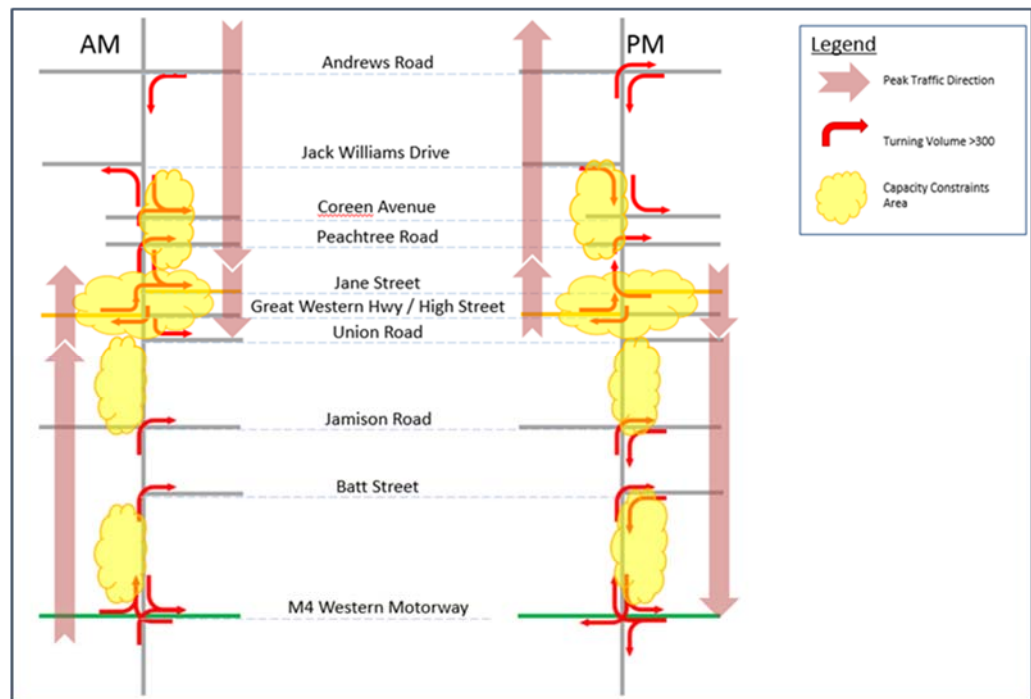 AM
PM
Andrews Road
Jack Williams Drive
Coreen Avenue
Peachtree Road
Jane Street
Great Western Hwy / High Street
Union Road
Jamison Road
Batt Street
M4 Western Motorway
Legend
Peak Traffic Direction
Turning Volume >300
Capacity Constraints
Area